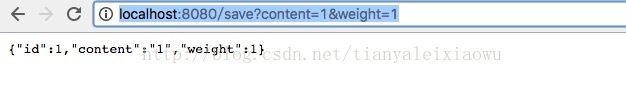 localhost:8080/save?content=1&weight=1
{"id":1,"content":"1","weight":1}
http://blog.csdn.net/tianyaleixiaowu